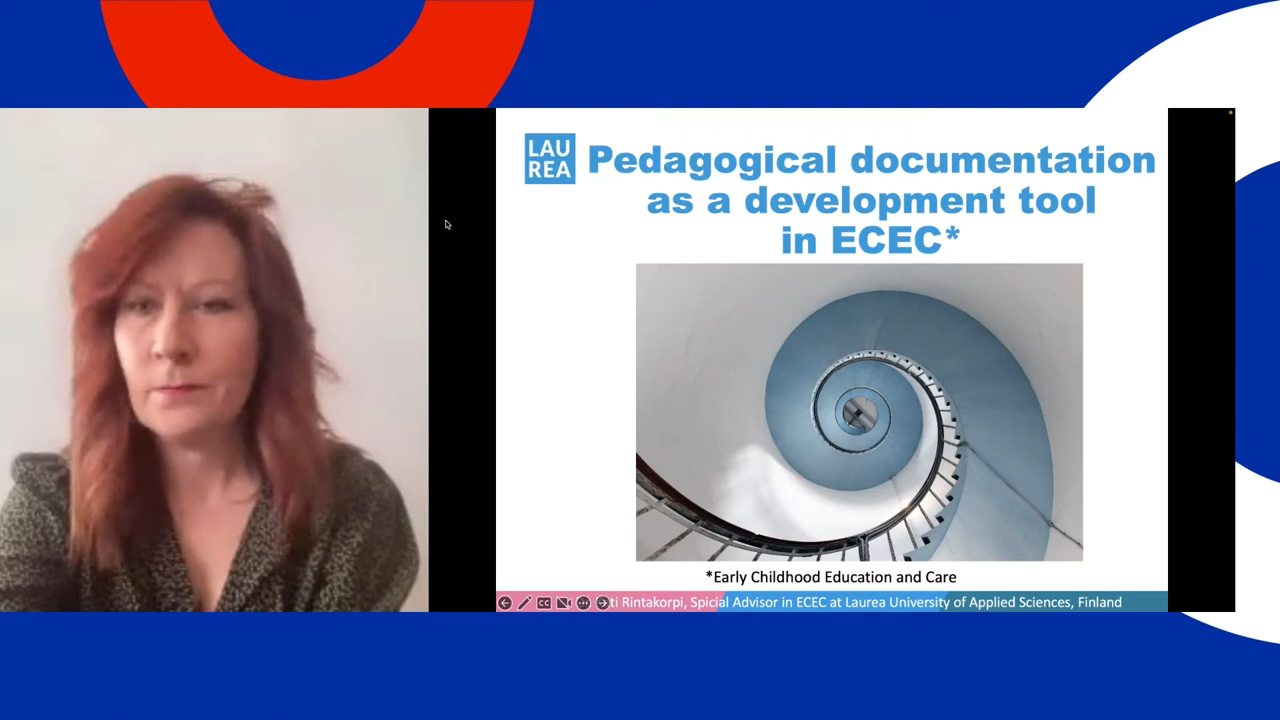 LAU
REA
Pedagogical documentation
as a development tool
in ECEC*
*Early Childhood Education and Care
ti Rintakorpi, Spicial Advisor in ECEC at Laurea University of Applied Sciences, Finland
CC